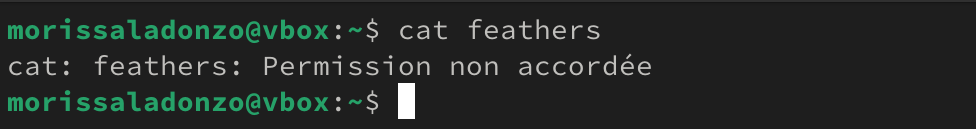 morissaladonzo@vbox:~$ cat feathers
cat: feathers: Permission non accordée
morissaladonzo@vbox:~$